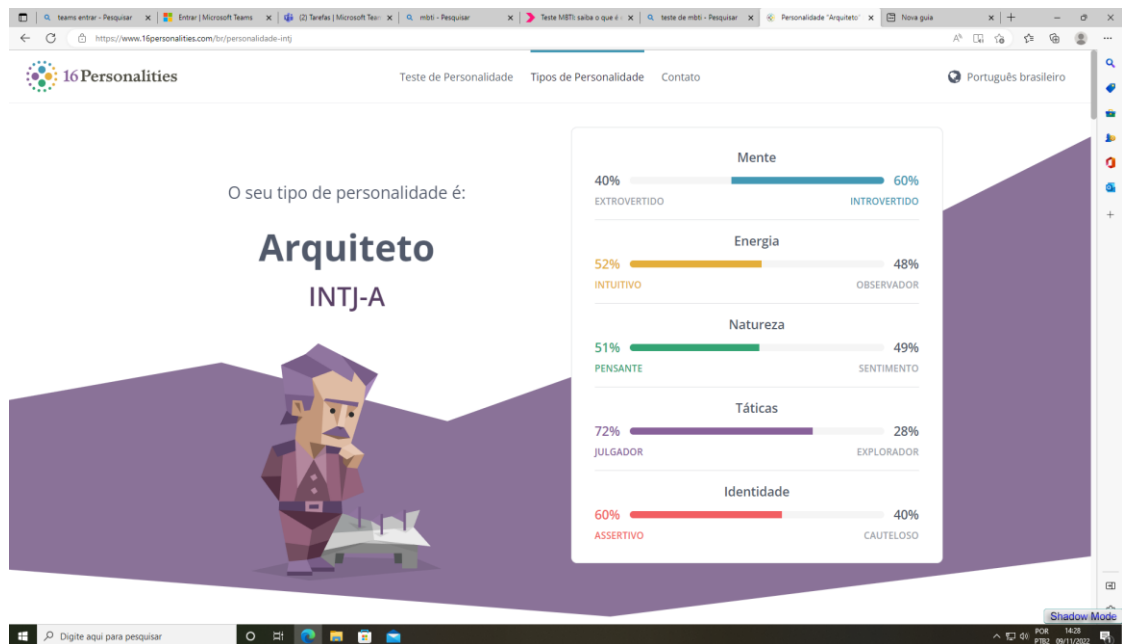 teams entrar - Pesquisar
Entrar | Microsoft Teams
(2) Tarefas | Microsoft Team
mbti - Pesquisar
Teste MBTI: saiba o que é
teste de mbti - Pesquisar
Personalidade "Arquiteto"
Nova guia
https://www.16personalities.com/br/personalidade-intj
16Personalities
Teste de Personalidade Tipos de Personalidade Contato
Português brasileiro
O seu tipo de personalidade é:
Arquiteto
INTJ-A
Mente
40% 60%
EXTROVERTIDO INTROVERTIDO
Energia
52% 48%
INTUITIVO OBSERVADOR
Natureza
51% 49%
PENSANTE SENTIMENTO
Táticas
72% 28%
JULGADOR EXPLORADOR
Identidade
60% 40%
ASSERTIVO CAUTELOSO
Shadow Mode
Digite aqui para pesquisar
POR 14:28
PTB2 09/11/2022